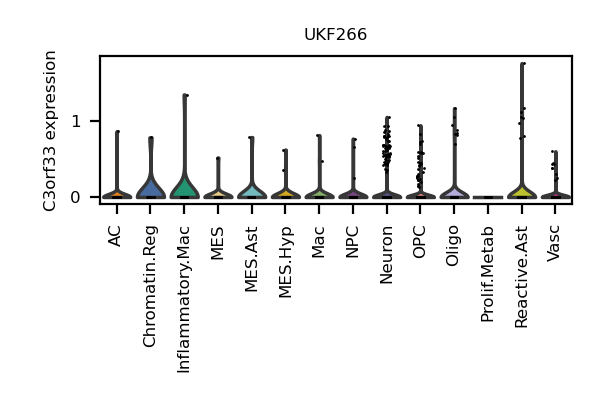 UKF266
C3orf33 expression
1
0
AC
Chromatin.Reg
Inflammatory.Mac
MES
MES.Ast
MES.Hyp
Mac
NPC
Neuron
OPC
Oligo
Prolif.Metab
Reactive.Ast
Vasc